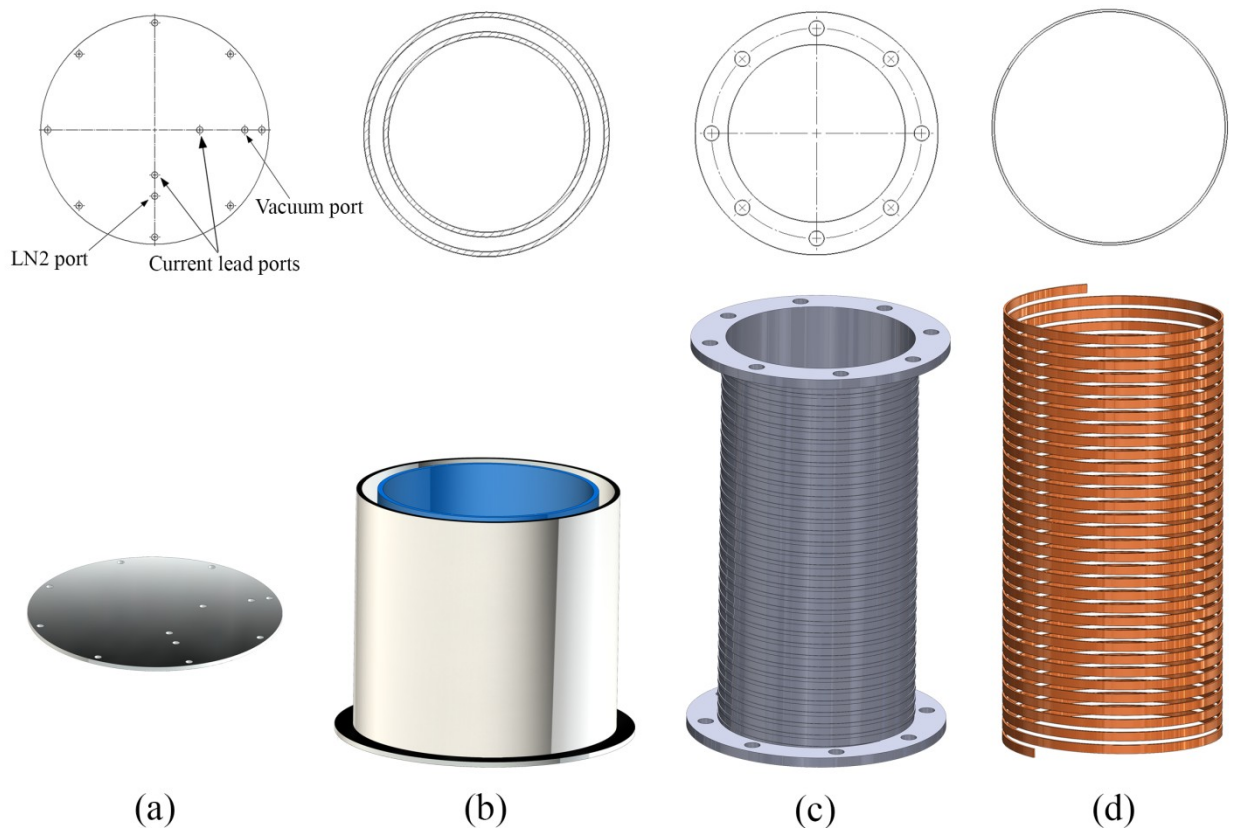 Vacuum port
LN2 port
Current lead ports
(a)
(b)
(c)
(d)